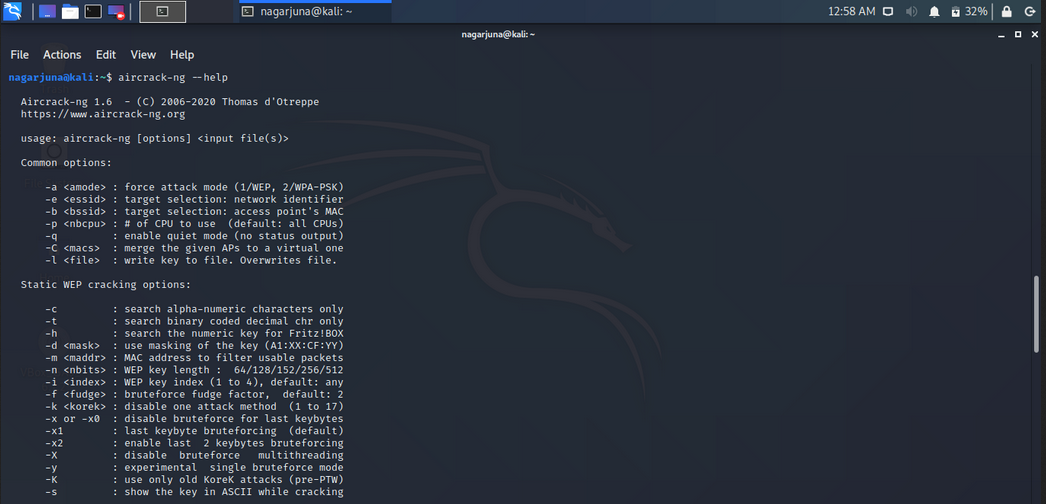 nagarjuna@kali: ~
12:58 AM
32%
nagarjuna@kali: ~
File Actions Edit View Help
nagarjuna@kali:~$ aircrack-ng --help
Aircrack-ng 1.6 - (C) 2006-2020 Thomas d'Otreppe
https://www.aircrack-ng.org
usage: aircrack-ng [options] <input file(s)>
Common options:
-a <amode> : force attack mode (1/WEP, 2/WPA-PSK)
-e <essid> : target selection: network identifier
-b <bssid> : target selection: access point's MAC
-p <nbcpu> : # of CPU to use (default: all CPUs)
-q : enable quiet mode (no status output)
-C <macs> : merge the given APs to a virtual one
-l <file> : write key to file. Overwrites file.
Static WEP cracking options:
-c : search alpha-numeric characters only
-t : search binary coded decimal chr only
-h : search the numeric key for Fritz!BOX
-d <mask> : use masking of the key (A1:XX:CF:YY)
-m <maddr> : MAC address to filter usable packets
-n <nbits> : WEP key length : 64/128/152/256/512
-i <index> : WEP key index (1 to 4), default: any
-f <fudge> : bruteforce fudge factor, default: 2
-k <korek> : disable one attack method (1 to 17)
-x or -x0 : disable bruteforce for last keybytes
-x1 : last keybyte bruteforcing (default)
-x2 : enable last 2 keybytes bruteforcing
-X : disable bruteforce multithreading
-y : experimental single bruteforce mode
-K : use only old KoreK attacks (pre-PTW)
-s : show the key in ASCII while cracking